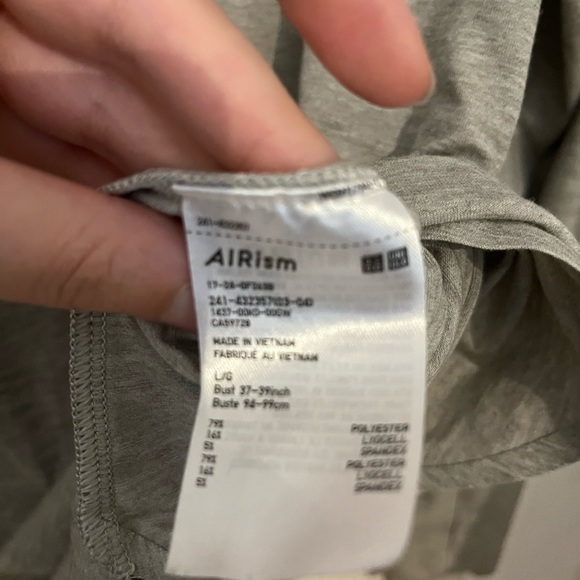 AIRism
241-432357(03-04)
CA59728
MADE IN VIETNAM
FABRIQUÉ AU VIETNAM
L/G
Bust 37-39inch
Buste 94-99cm
79% POLYESTER
16% LYOCELL
5% SPANDEX
79% POLYESTER
16% LYOCELL
5% SPANDEX